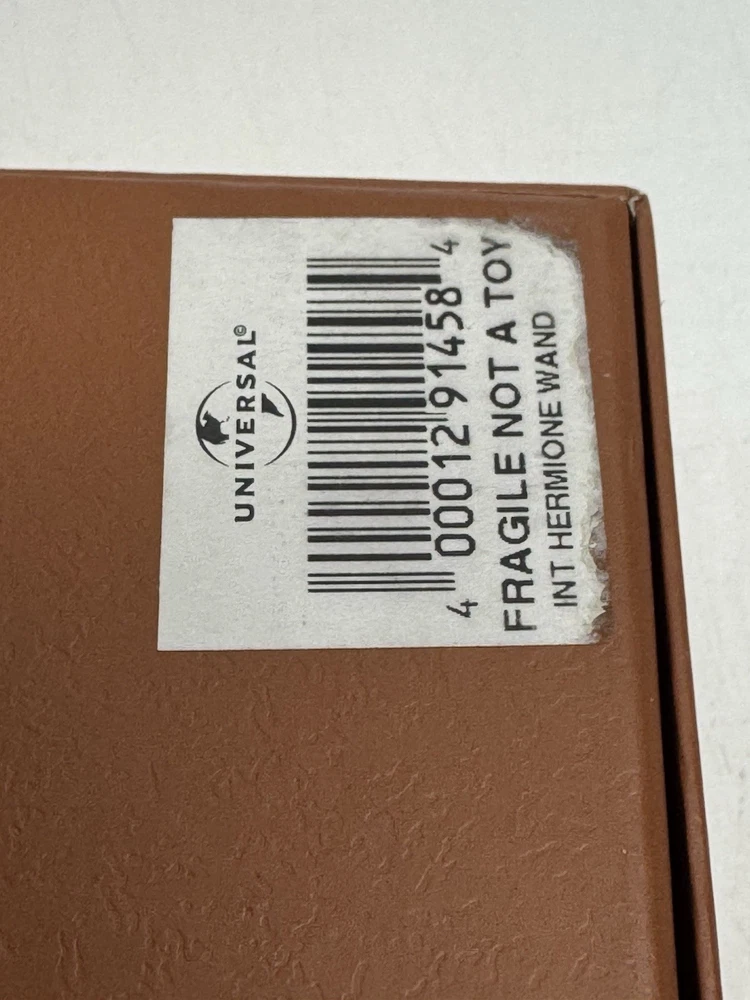 UNIVERSAL©
4 00012 91458 4
FRAGILE NOT A TOY
INT HERMIONE WAND